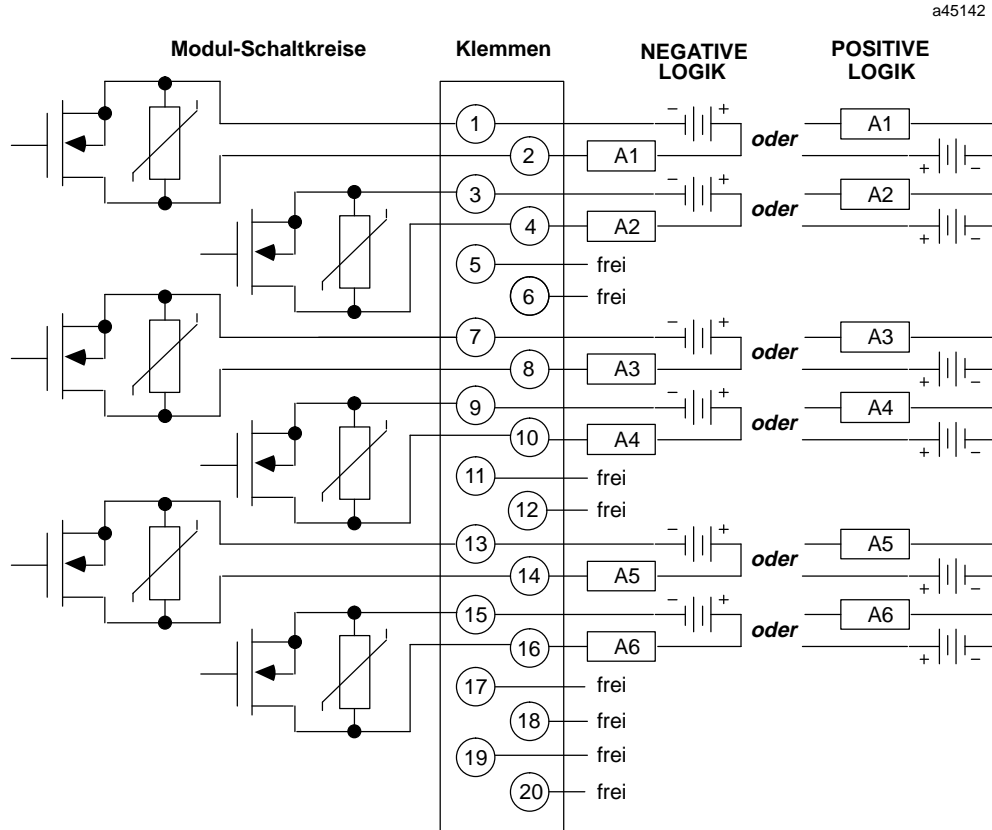 a45142
Modul-Schaltkreise Klemmen NEGATIVE LOGIK POSITIVE LOGIK
1 − + oder A1
2 A1 + −
3 − + oder A2
4 A2 + −
5 frei
6 frei
7 − + oder A3
8 A3 + −
9 − + oder A4
10 A4 + −
11 frei
12 frei
13 − + oder A5
14 A5 + −
15 − + oder A6
16 A6 + −
17 frei
18 frei
19 frei
20 frei